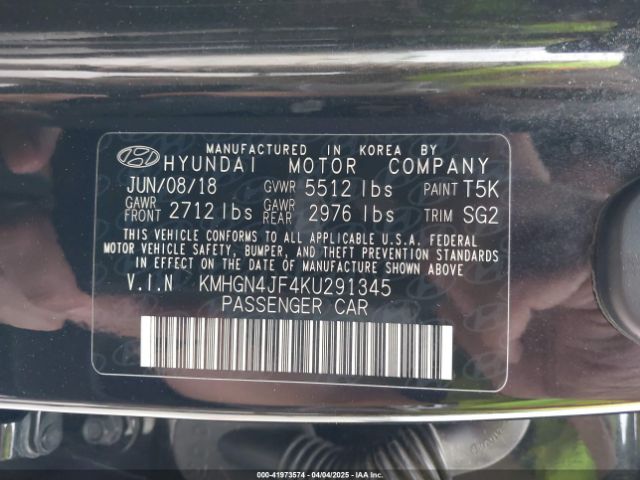 MANUFACTURED IN KOREA BY
HYUNDAI MOTOR COMPANY
JUN/08/18 GVWR 5512 lbs PAINT T5K
GAWR FRONT 2712 lbs GAWR REAR 2976 lbs TRIM SG2
THIS VEHICLE CONFORMS TO ALL APPLICABLE U.S.A. FEDERAL
MOTOR VEHICLE SAFETY, BUMPER, AND THEFT PREVENTION STANDARDS
IN EFFECT ON THE DATE OF MANUFACTURE SHOWN ABOVE.
V.I.N KMHGN4JF4KU291345
PASSENGER CAR
000-41973574 - 04/04/2025 - © IAA, Inc.